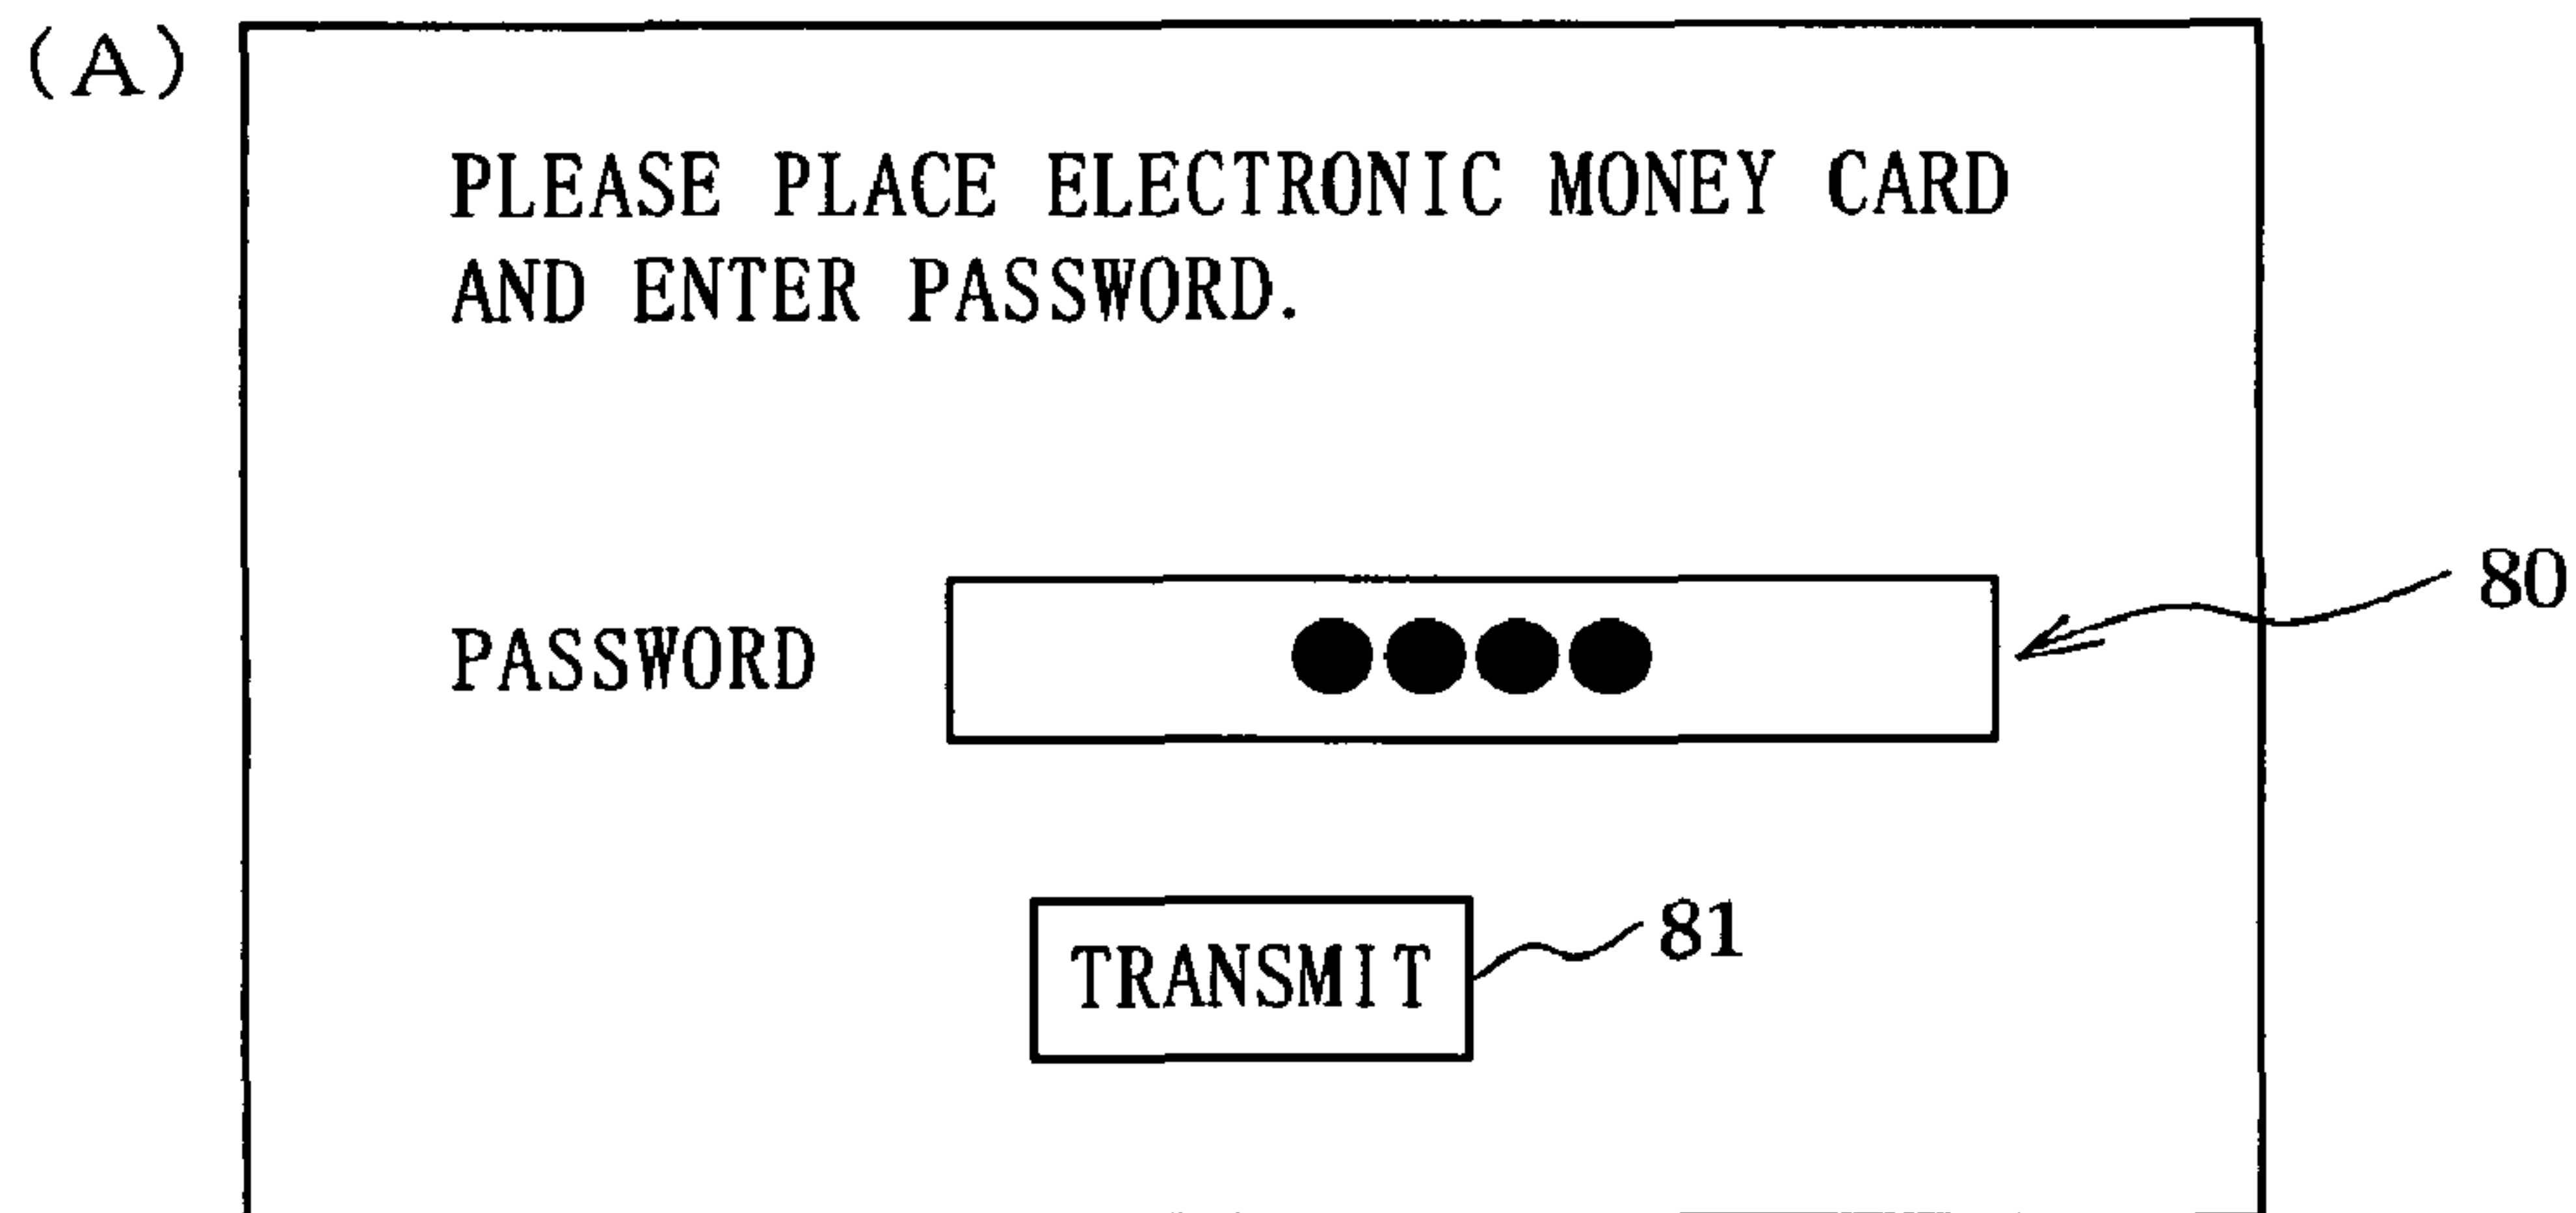 (A)
PLEASE PLACE ELECTRONIC MONEY CARD
AND ENTER PASSWORD.
PASSWORD ●●●● 80
TRANSMIT 81